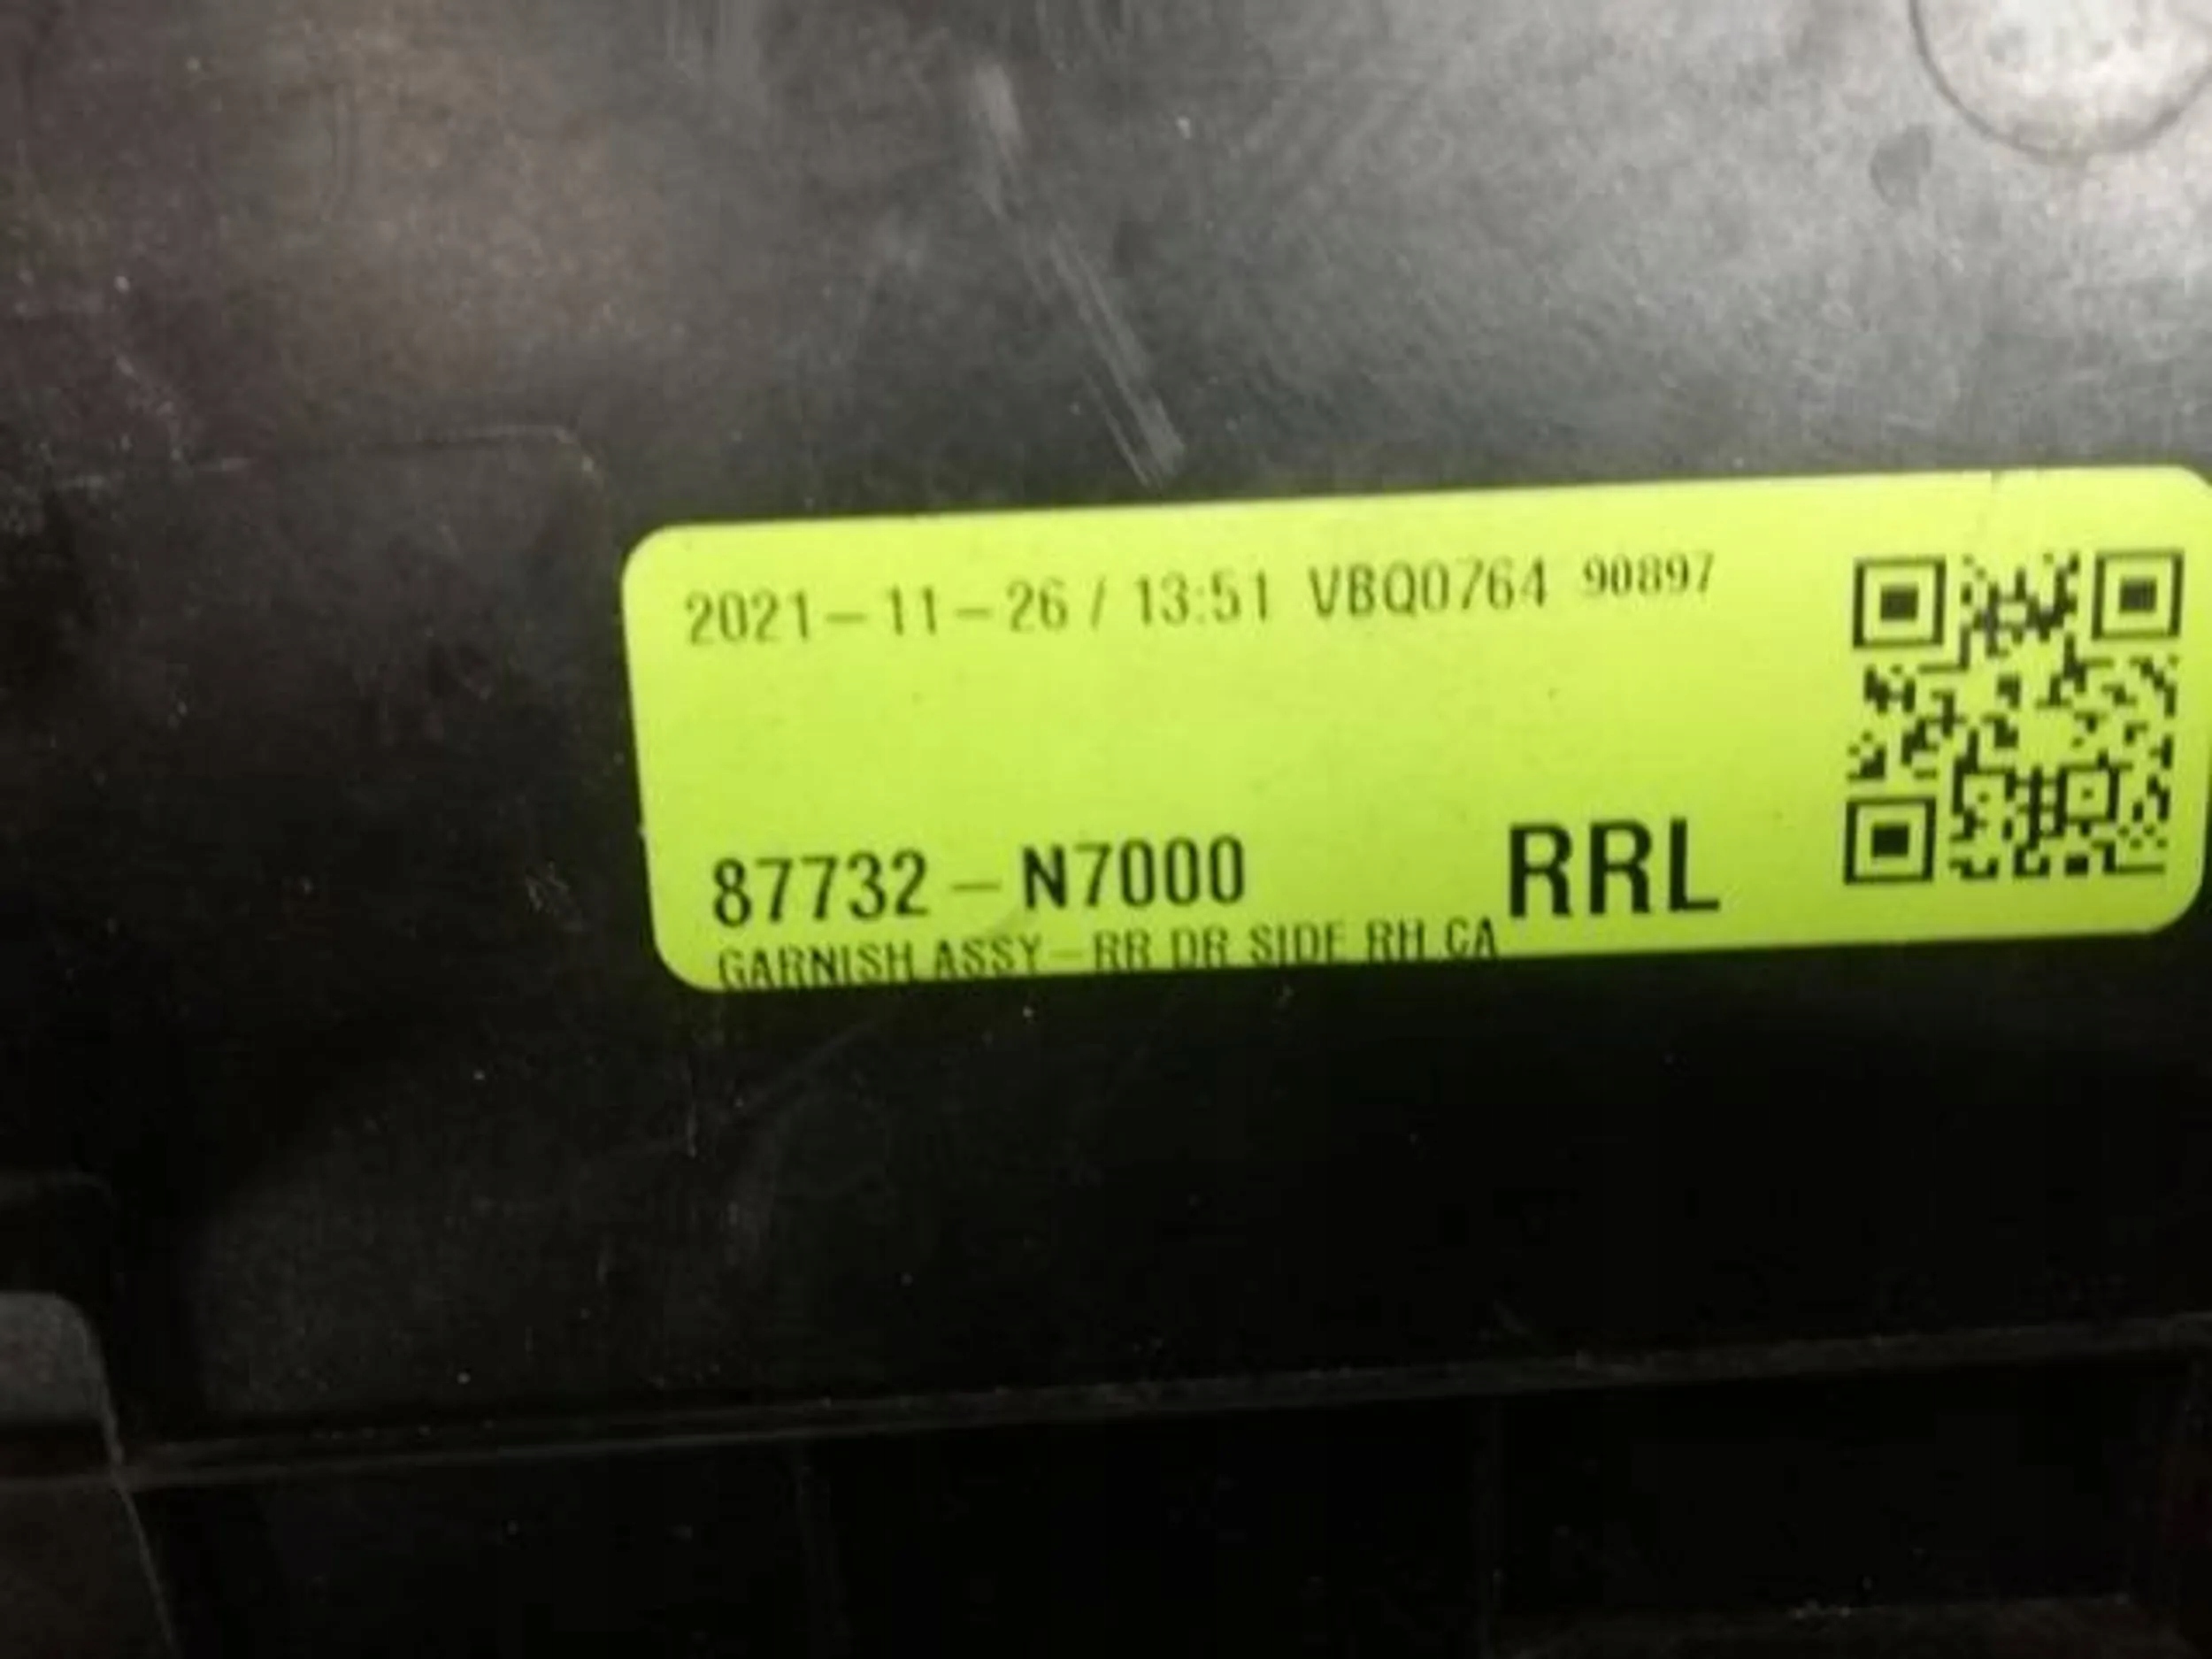 2021-11-26 / 13:51 VBQ0764 90897
87732-N7000 RRL
GARNISH ASSY-RR DR SIDE RH.CA